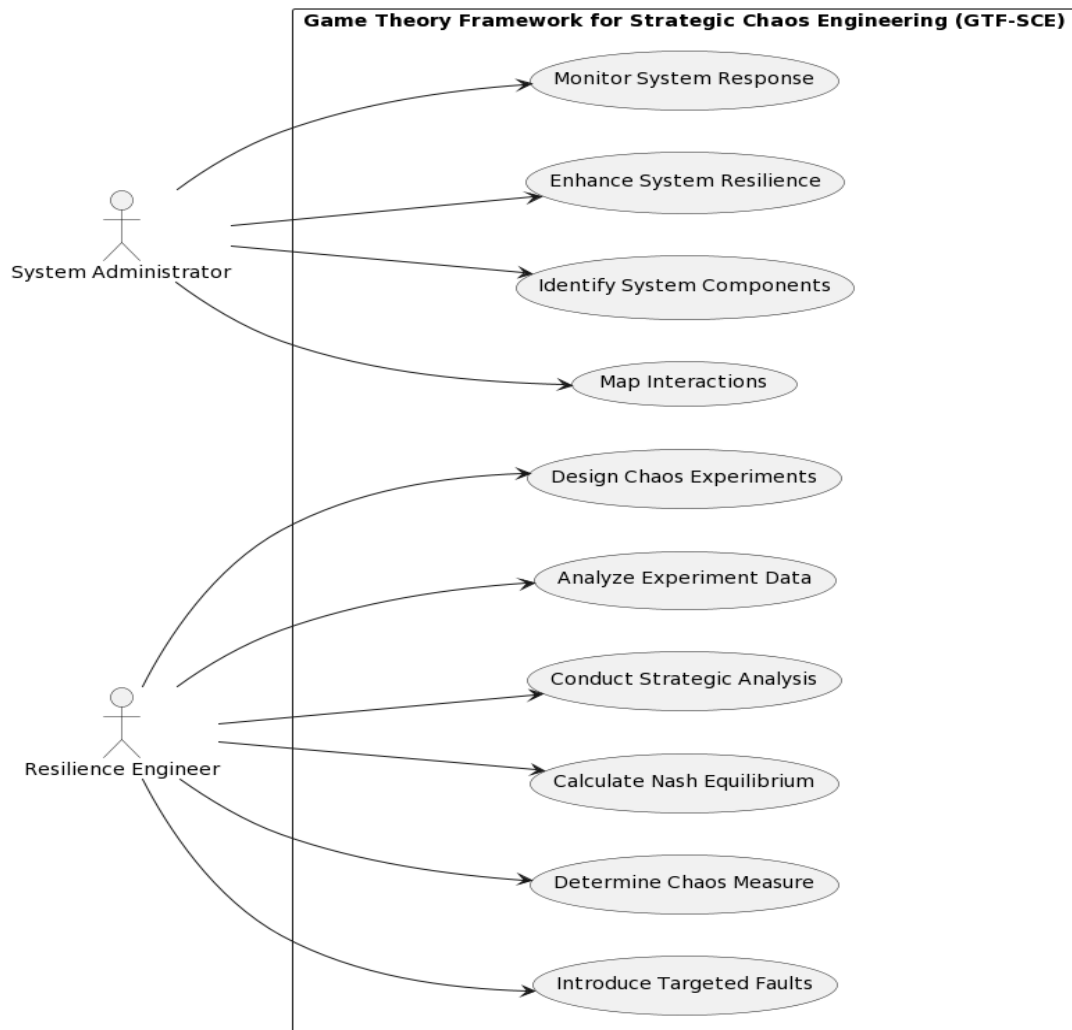 Game Theory Framework for Strategic Chaos Engineering (GTF-SCE)
Monitor System Response
Enhance System Resilience
System Administrator
Identify System Components
Map Interactions
Design Chaos Experiments
Analyze Experiment Data
Conduct Strategic Analysis
Resilience Engineer
Calculate Nash Equilibrium
Determine Chaos Measure
Introduce Targeted Faults